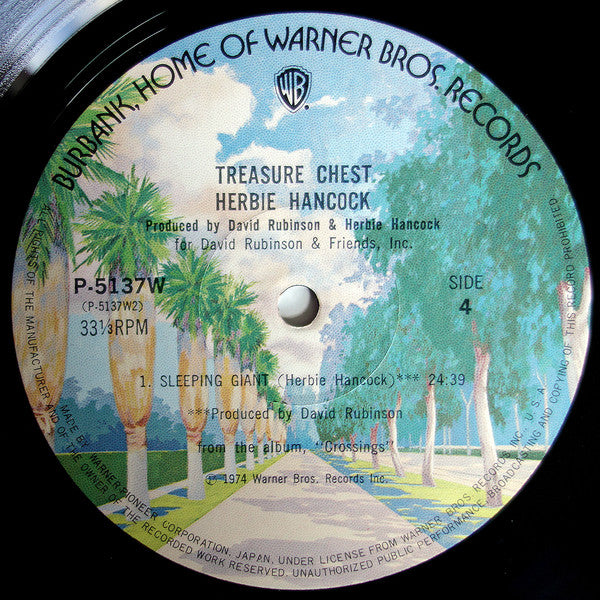 BURBANK, HOME OF WARNER BROS. RECORDS
WB
TREASURE CHEST
HERBIE HANCOCK
Produced by David Rubinson & Herbie Hancock
for David Rubinson & Friends, Inc.
P-5137W
(P-5137W2)
33⅓RPM
SIDE
4
1. SLEEPING GIANT (Herbie Hancock)*** 24:39
***Produced by David Rubinson
from the album, "Crossings"
Ⓟ 1974 Warner Bros. Records Inc.
MADE BY WARNER-PIONEER CORPORATION, JAPAN, UNDER LICENSE FROM WARNER BROS RECORDS INC., U.S.A.
ALL RIGHTS OF THE MANUFACTURER AND OF THE OWNER OF THE RECORDED WORK RESERVED. UNAUTHORIZED PUBLIC PERFORMANCE, BROADCASTING AND COPYING OF THIS RECORD PROHIBITED